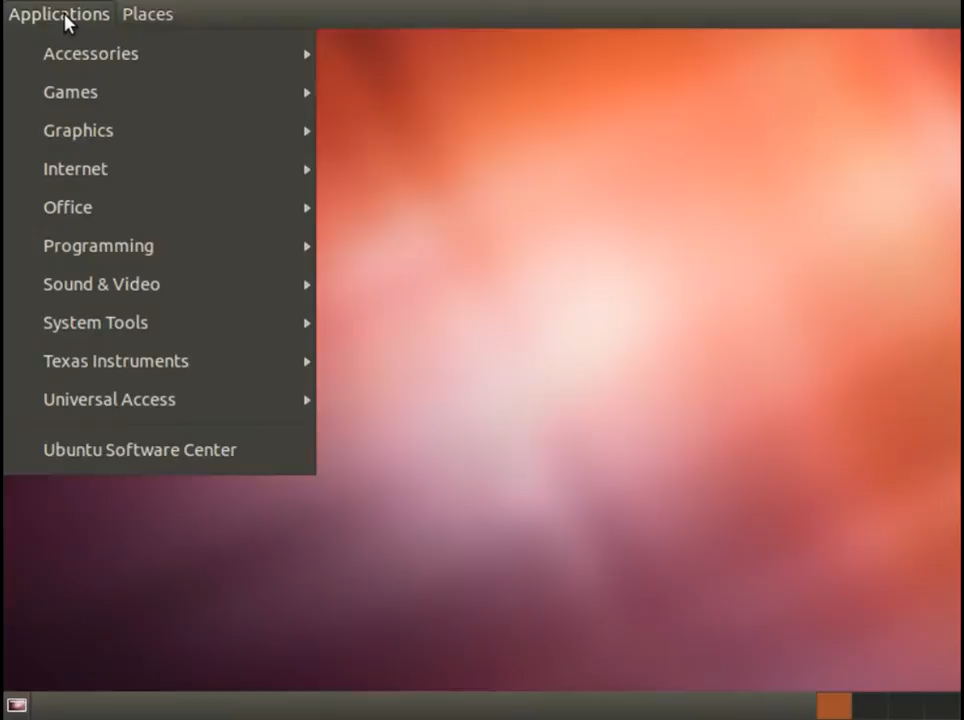 Applications Places
Accessories
Games
Graphics
Internet
Office
Programming
Sound & Video
System Tools
Texas Instruments
Universal Access
Ubuntu Software Center